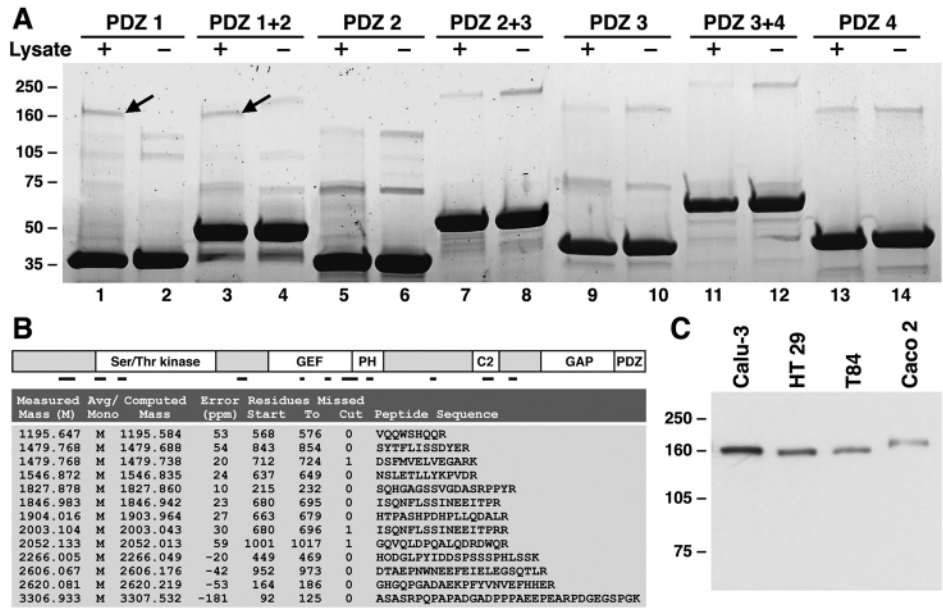 A
PDZ 1 PDZ 1+2 PDZ 2 PDZ 2+3 PDZ 3 PDZ 3+4 PDZ 4
Lysate + − + − + − + − + − + − + −
250 –
160 –
105 –
75 –
50 –
35 –
1 2 3 4 5 6 7 8 9 10 11 12 13 14
B
Ser/Thr kinase GEF PH C2 GAP PDZ
Measured Avg/ Computed Error Residues Missed
Mass (M) Mono Mass (ppm) Start To Cut Peptide Sequence
1195.647 M 1195.584 53 568 576 0 VQQWSHQQR
1479.768 M 1479.688 54 843 854 0 SYTFLISSDYER
1479.768 M 1479.738 20 712 724 1 DSFMVELVEGARK
1546.872 M 1546.835 24 637 649 0 NSLETLLYKPVDR
1827.878 M 1827.860 10 215 232 0 SQHGAGSSVGDASRPPYR
1846.983 M 1846.942 23 680 695 0 ISQNFLSSINEEITPR
1904.016 M 1903.964 27 663 679 0 HTPASHPDHPLLQDALR
2003.104 M 2003.043 30 680 696 1 ISQNFLSSINEEITPRR
2052.133 M 2052.013 59 1001 1017 1 GQVQLDPQALQDRDWQR
2266.005 M 2266.049 -20 449 469 0 HODGLPYIDDSPSSSPHLSSK
2606.067 M 2606.176 -42 952 973 0 DTAEPNWNEEFEIELEGSQTLR
2620.081 M 2620.219 -53 164 186 0 GHGQPGADAEKPFYVNVEFHHER
3306.933 M 3307.532 -181 92 125 0 ASASRPQPAPADGADPPPAEEPEARPDGEGSPGK
C
Calu-3
HT 29
T84
Caco 2
250 –
160 –
105 –
75 –